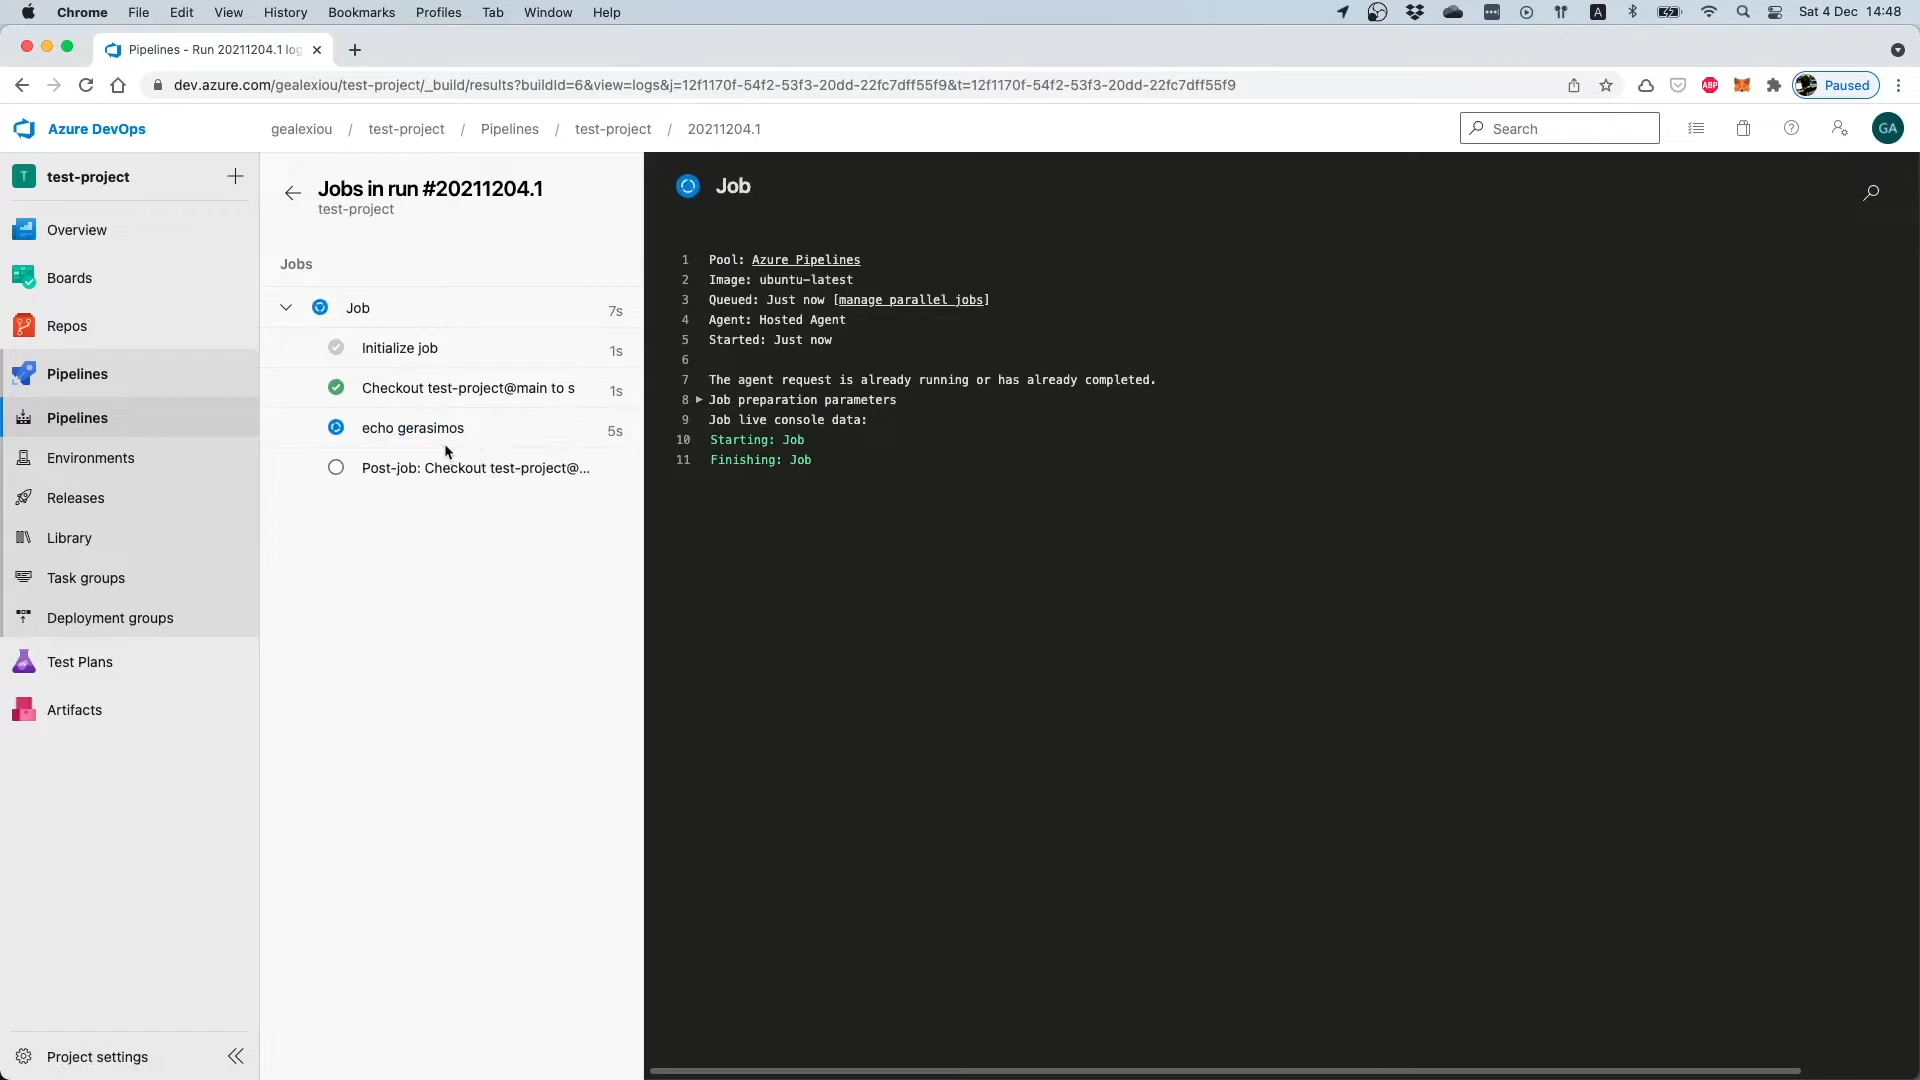 Chrome File Edit View History Bookmarks Profiles Tab Window Help
A
Sat 4 Dec 14:48
Pipelines - Run 20211204.1 log
dev.azure.com/gealexiou/test-project/_build/results?buildId=6&view=logs&j=12f1170f-54f2-53f3-20dd-22fc7dff55f9&t=12f1170f-54f2-53f3-20dd-22fc7dff55f9
ABP
Paused
Azure DevOps
gealexiou / test-project / Pipelines / test-project / 20211204.1
Search
GA
T test-project
Overview
Boards
Repos
Pipelines
Pipelines
Environments
Releases
Library
Task groups
Deployment groups
Test Plans
Artifacts
Project settings
Jobs in run #20211204.1
test-project
Jobs
Job 7s
Initialize job 1s
Checkout test-project@main to s 1s
echo gerasimos 5s
Post-job: Checkout test-project@...
Job
1 Pool: Azure Pipelines
2 Image: ubuntu-latest
3 Queued: Just now [manage parallel jobs]
4 Agent: Hosted Agent
5 Started: Just now
6
7 The agent request is already running or has already completed.
8 Job preparation parameters
9 Job live console data:
10 Starting: Job
11 Finishing: Job